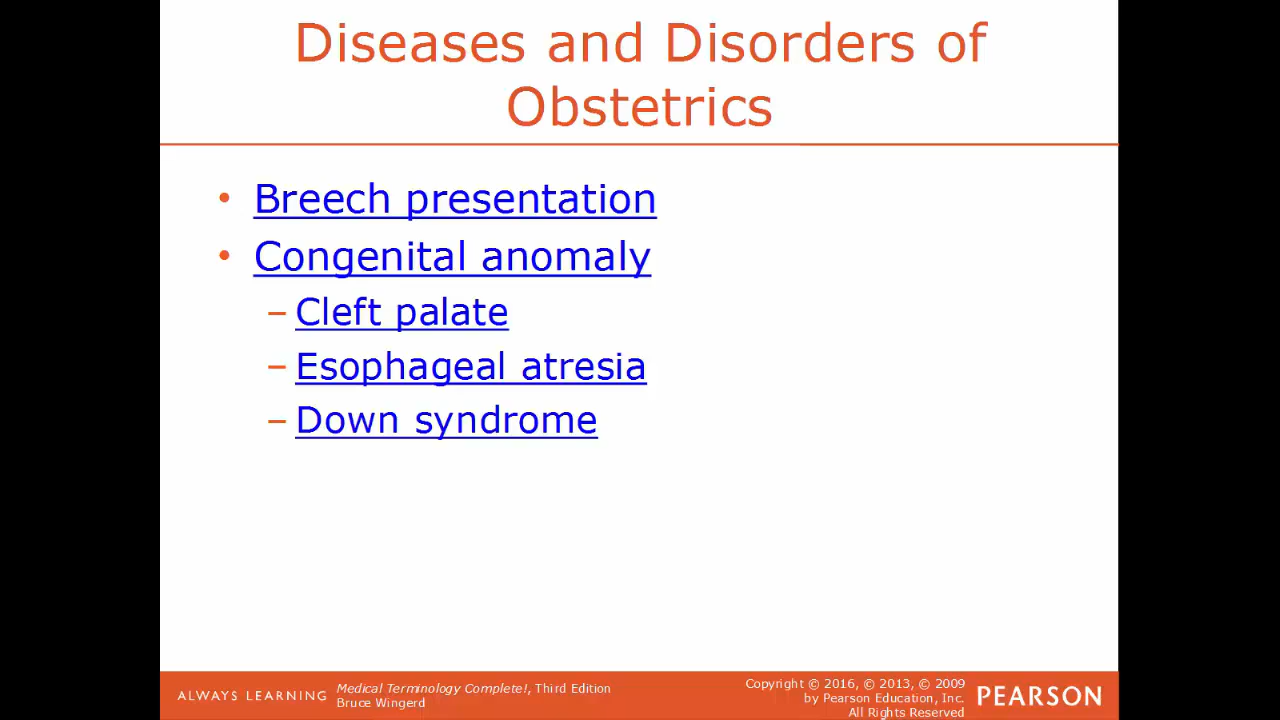 Diseases and Disorders of
Obstetrics
• Breech presentation
• Congenital anomaly
– Cleft palate
– Esophageal atresia
– Down syndrome
ALWAYS LEARNING
Medical Terminology Complete!, Third Edition
Bruce Wingerd
Copyright © 2016, © 2013, © 2009
by Pearson Education, Inc.
All Rights Reserved
PEARSON